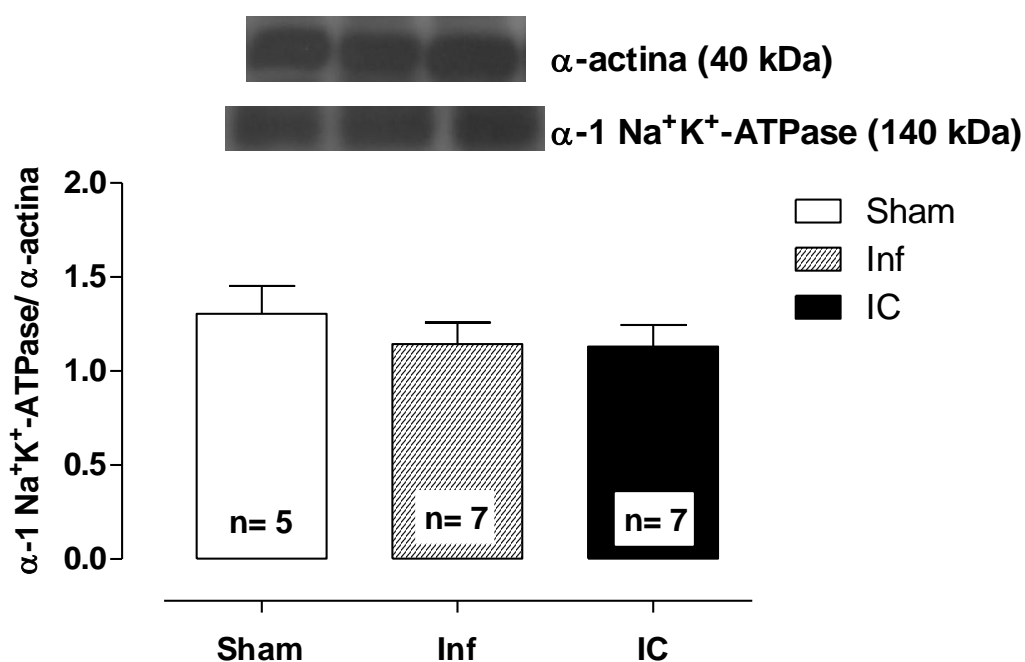 α-actina (40 kDa)
α-1 Na⁺K⁺-ATPase (140 kDa)
α-1 Na⁺K⁺-ATPase/ α-actina
2.0
1.5
1.0
0.5
0.0
Sham
Inf
IC
n= 5
n= 7
n= 7
Sham
Inf
IC